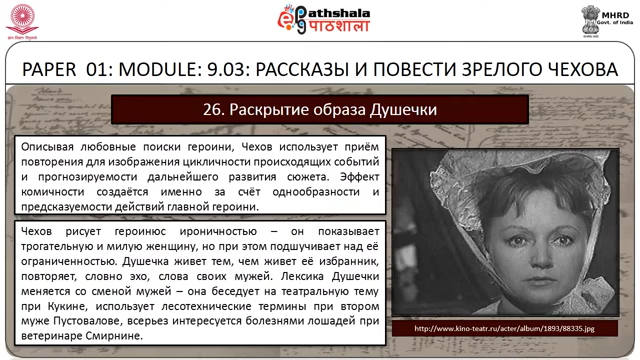 ePathshala
पाठशाला
MHRD
Govt. of India
PAPER 01: MODULE: 9.03: РАССКАЗЫ И ПОВЕСТИ ЗРЕЛОГО ЧЕХОВА
26. Раскрытие образа Душечки
Описывая любовные поиски героини, Чехов использует приём
повторения для изображения цикличности происходящих событий
и прогнозируемости дальнейшего развития сюжета. Эффект
комичности создаётся именно за счёт однообразности и
предсказуемости действий главной героини.
Чехов рисует героинюс ироничностью – он показывает
трогательную и милую женщину, но при этом подшучивает над её
ограниченностью. Душечка живет тем, чем живет её избранник,
повторяет, словно эхо, слова своих мужей. Лексика Душечки
меняется со сменой мужей – она беседует на театральную тему
при Кукине, использует лесотехнические термины при втором
муже Пустовалове, всерьез интересуется болезнями лошадей при
ветеринаре Смирнине.
http://www.kino-teatr.ru/acter/album/1893/88335.jpg